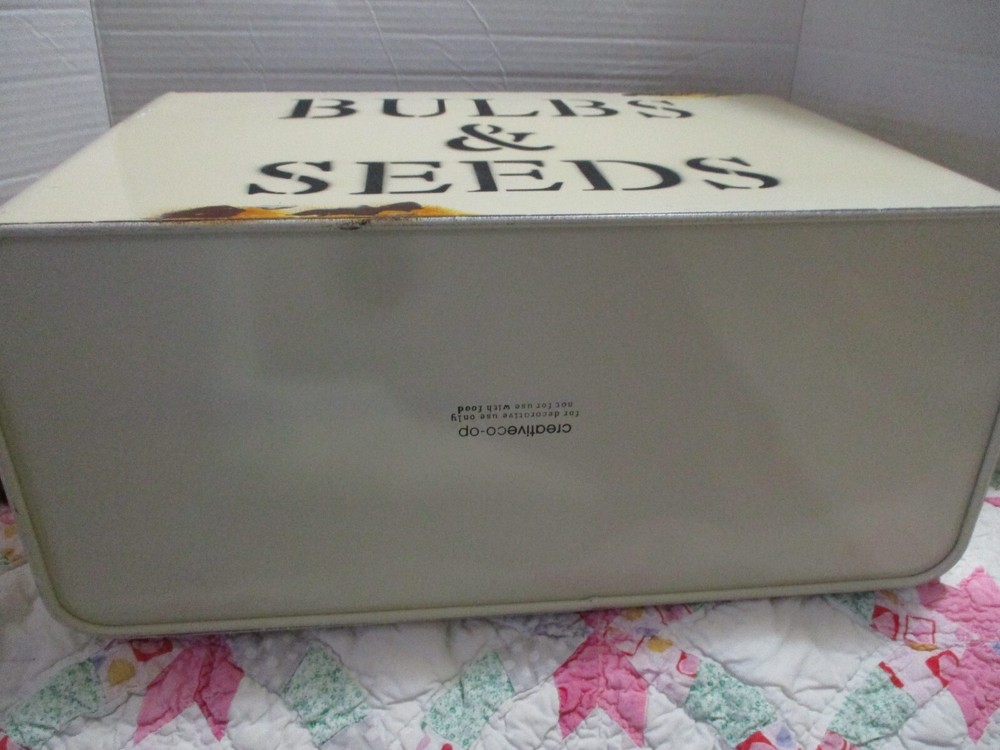 BULBS
&
SEEDS
creativeco-op
for decorative use only
not for use with food